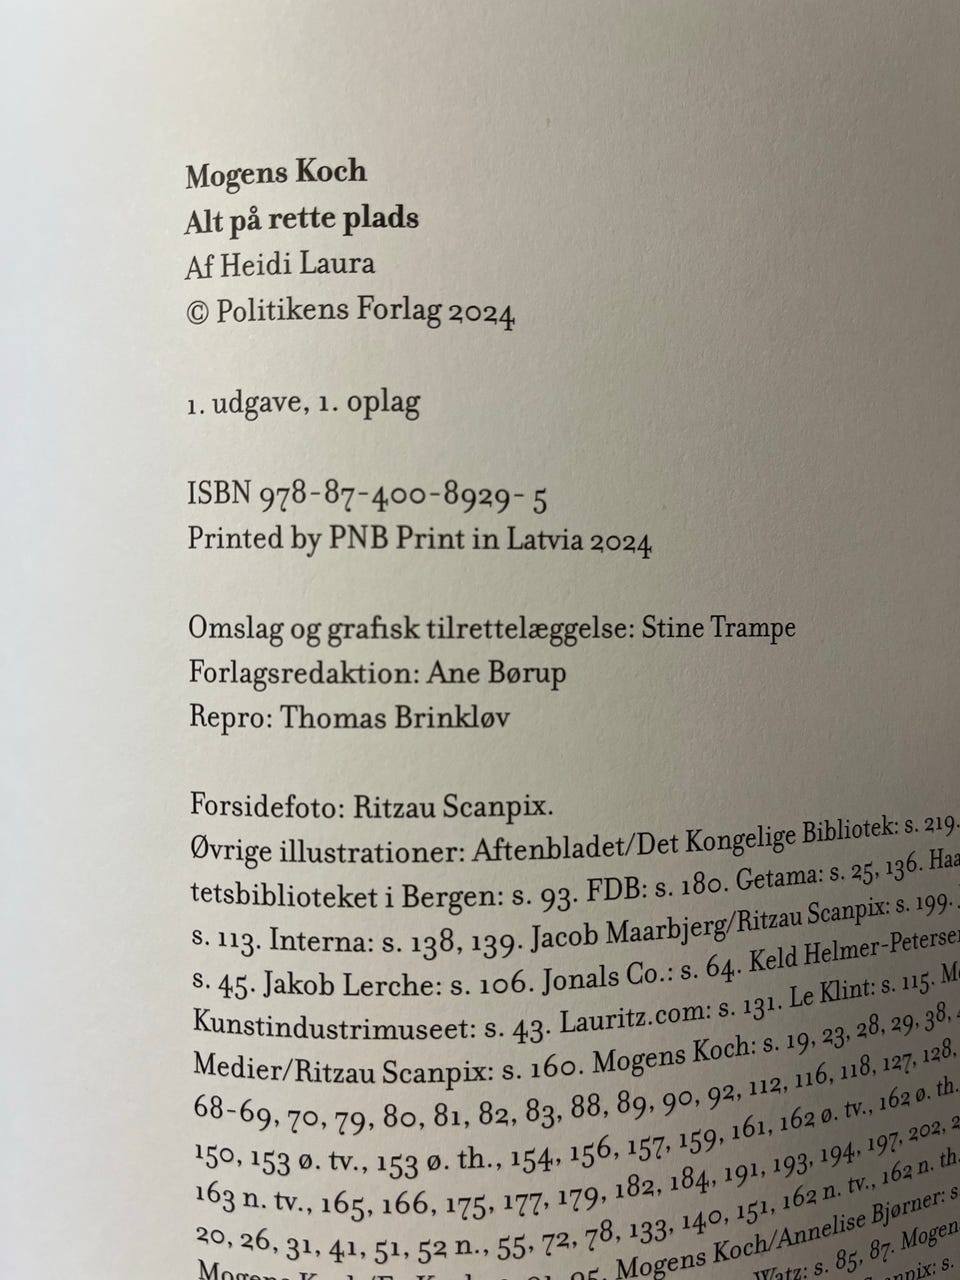 Mogens Koch
Alt på rette plads
Af Heidi Laura
© Politikens Forlag 2024
1. udgave, 1. oplag
ISBN 978-87-400-8929- 5
Printed by PNB Print in Latvia 2024
Omslag og grafisk tilrettelæggelse: Stine Trampe
Forlagsredaktion: Ane Børup
Repro: Thomas Brinkløv
Forsidefoto: Ritzau Scanpix.
Øvrige illustrationer: Aftenbladet/Det Kongelige Bibliotek: s. 219.
tetsbiblioteket i Bergen: s. 93. FDB: s. 180. Getama: s. 25, 136.
s. 113. Interna: s. 138, 139. Jacob Maarbjerg/Ritzau Scanpix: s. 199.
s. 45. Jakob Lerche: s. 106. Jonals Co.: s. 64. Keld Helmer-Peterse
Kunstindustrimuseet: s. 43. Lauritz.com: s. 131. Le Klint: s. 115.
Medier/Ritzau Scanpix: s. 160. Mogens Koch: s. 19, 23, 28, 29, 38,
68-69, 70, 79, 80, 81, 82, 83, 88, 89, 90, 92, 112, 116, 118, 127, 128,
150, 153 ø. tv., 153 ø. th., 154, 156, 157, 159, 161, 162 ø. tv., 162 ø. th.
163 n. tv., 165, 166, 175, 177, 179, 182, 184, 191, 193, 194, 197, 202,
20, 26, 31, 41, 51, 52 n., 55, 72, 78, 133, 140, 151, 162 n. tv., 162 n. th.
Mogens Koch/Annelise Bjørner: s.
Watz: s. 85, 87. Mogen